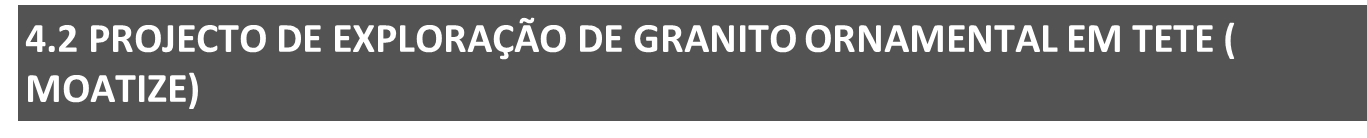 4.2 PROJECTO DE EXPLORAÇÃO DE GRANITO ORNAMENTAL EM TETE (
MOATIZE)